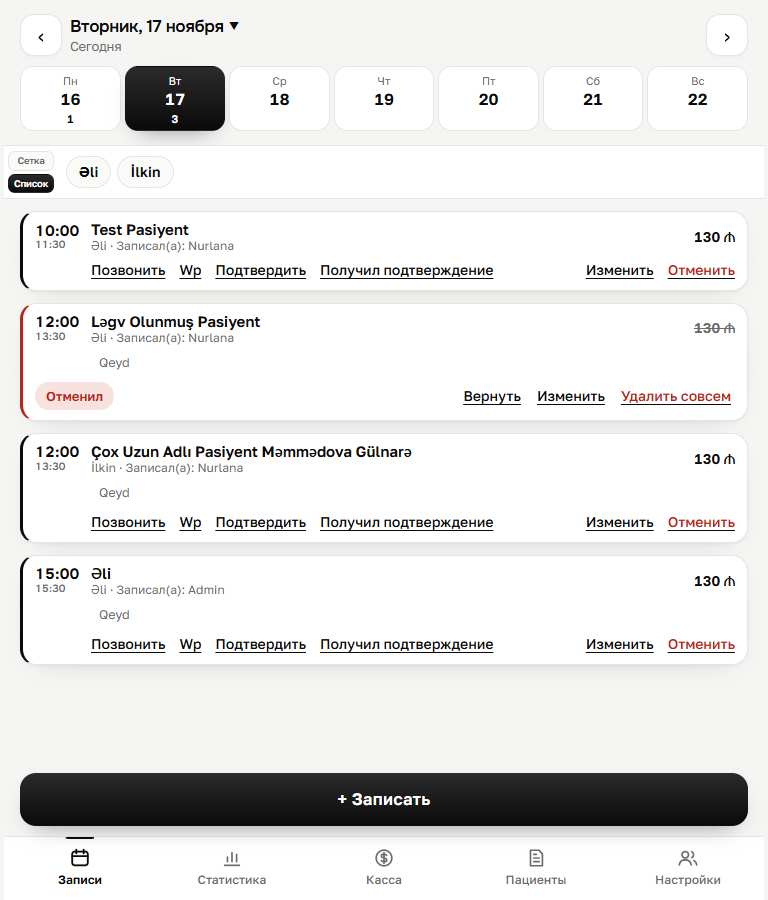 ‹
Вторник, 17 ноября ▼
Сегодня
›
Пн
16
1
Вт
17
3
Ср
18
Чт
19
Пт
20
Сб
21
Вс
22
Сетка
Список
Əli
İlkin
10:00
11:30
Test Pasiyent
Əli · Записал(а): Nurlana
130 ₼
Позвонить Wp Подтвердить Получил подтверждение Изменить Отменить
12:00
13:30
Ləgv Olunmuş Pasiyent
Əli · Записал(а): Nurlana
130 ₼
Qeyd
Отменил Вернуть Изменить Удалить совсем
12:00
13:30
Çox Uzun Adlı Pasiyent Məmmədova Gülnarə
İlkin · Записал(а): Nurlana
130 ₼
Qeyd
Позвонить Wp Подтвердить Получил подтверждение Изменить Отменить
15:00
15:30
Əli
Əli · Записал(а): Admin
130 ₼
Qeyd
Позвонить Wp Подтвердить Получил подтверждение Изменить Отменить
+ Записать
Записи Статистика Касса Пациенты Настройки